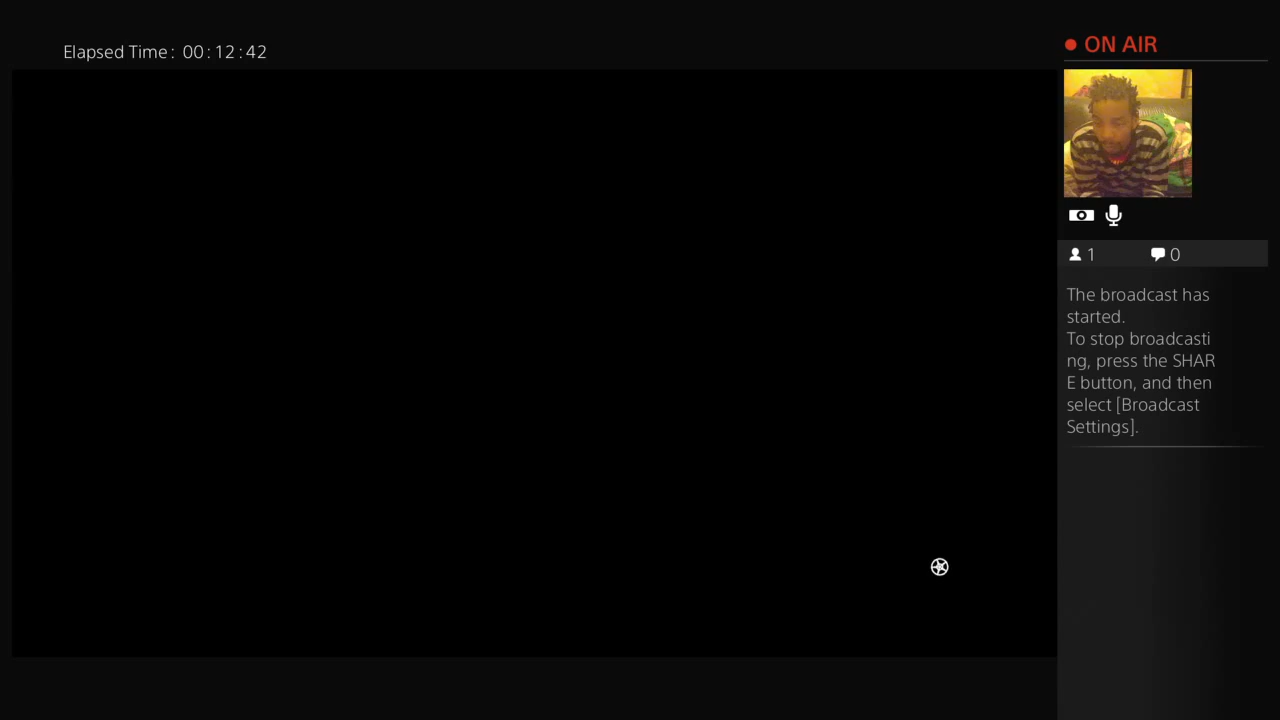 Elapsed Time: 00:12:42
ON AIR
1 0
The broadcast has
started.
To stop broadcasti
ng, press the SHAR
E button, and then
select [Broadcast
Settings].